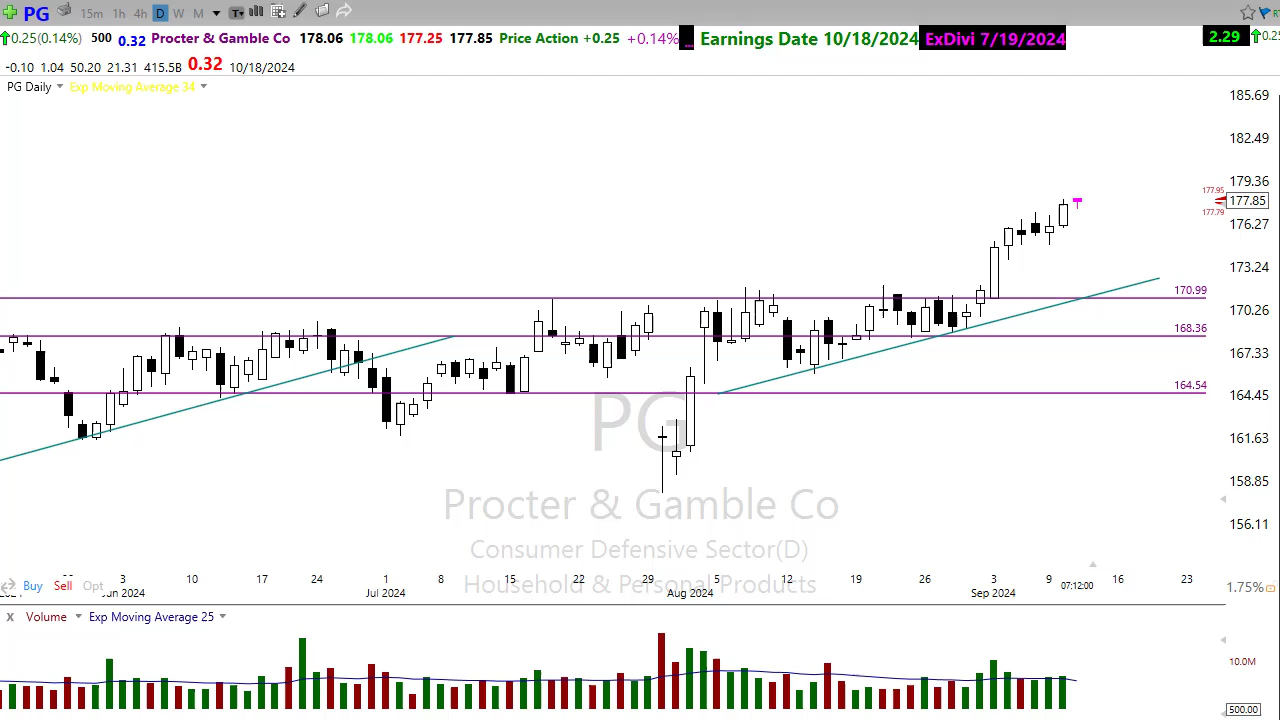 PG 15m 1h 4h D W M T
0.25(0.14%) 500 0.32 Procter & Gamble Co 178.06 178.06 177.25 177.85 Price Action +0.25 +0.14% ... Earnings Date 10/18/2024 ExDivi 7/19/2024 2.29 0.25
-0.10 1.04 50.20 21.31 415.5B 0.32 10/18/2024
PG Daily Exp Moving Average 34
185.69
182.49
179.36
177.95
177.85
177.79
176.27
173.24
170.99
170.26
168.36
167.33
164.54
164.45
PG
161.63
158.85
Procter & Gamble Co
156.11
Consumer Defensive Sector(D)
Household & Personal Products
3 10 17 24 1 8 15 22 29 5 12 19 26 3 9 16 23
Buy Sell Opt 07:12:00 1.75%
Jun 2024 Jul 2024 Aug 2024 Sep 2024
X Volume Exp Moving Average 25
10.0M
500.00